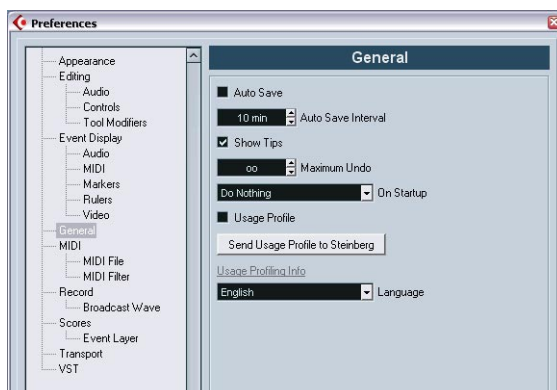 Preferences
Appearance
Editing
Audio
Controls
Tool Modifiers
Event Display
Audio
MIDI
Markers
Rulers
Video
General
MIDI
MIDI File
MIDI Filter
Record
Broadcast Wave
Scores
Event Layer
Transport
VST
General
Auto Save
10 min Auto Save Interval
Show Tips
oo Maximum Undo
Do Nothing On Startup
Usage Profile
Send Usage Profile to Steinberg
Usage Profiling Info
English Language